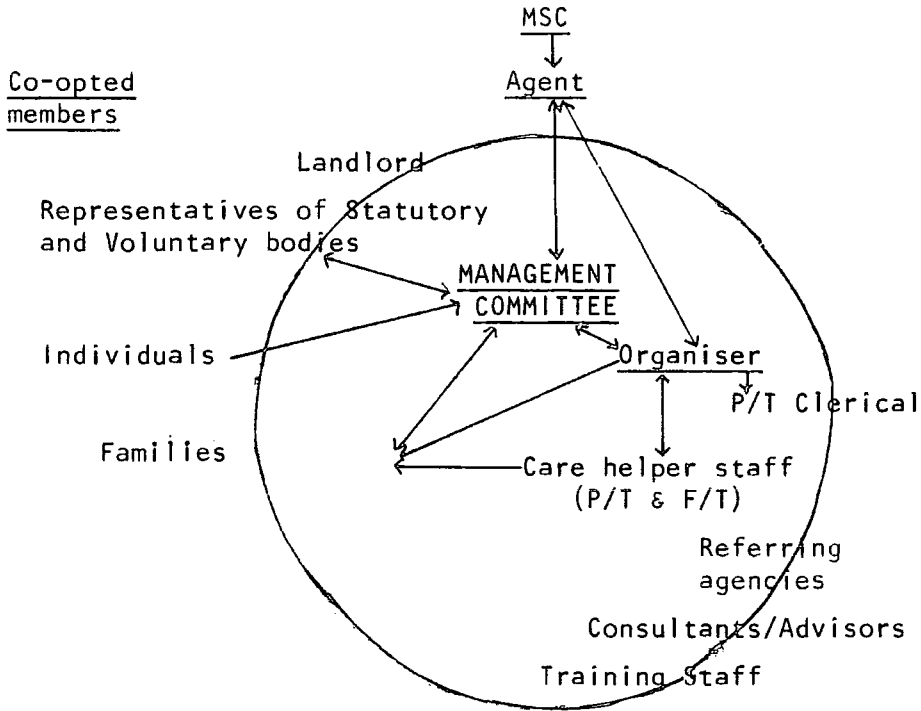 MSC
Agent
Co-opted
members
Landlord
Representatives of Statutory
and Voluntary bodies
MANAGEMENT
COMMITTEE
Individuals
Organiser
P/T Clerical
Families
Care helper staff
(P/T & F/T)
Referring
agencies
Consultants/Advisors
Training Staff